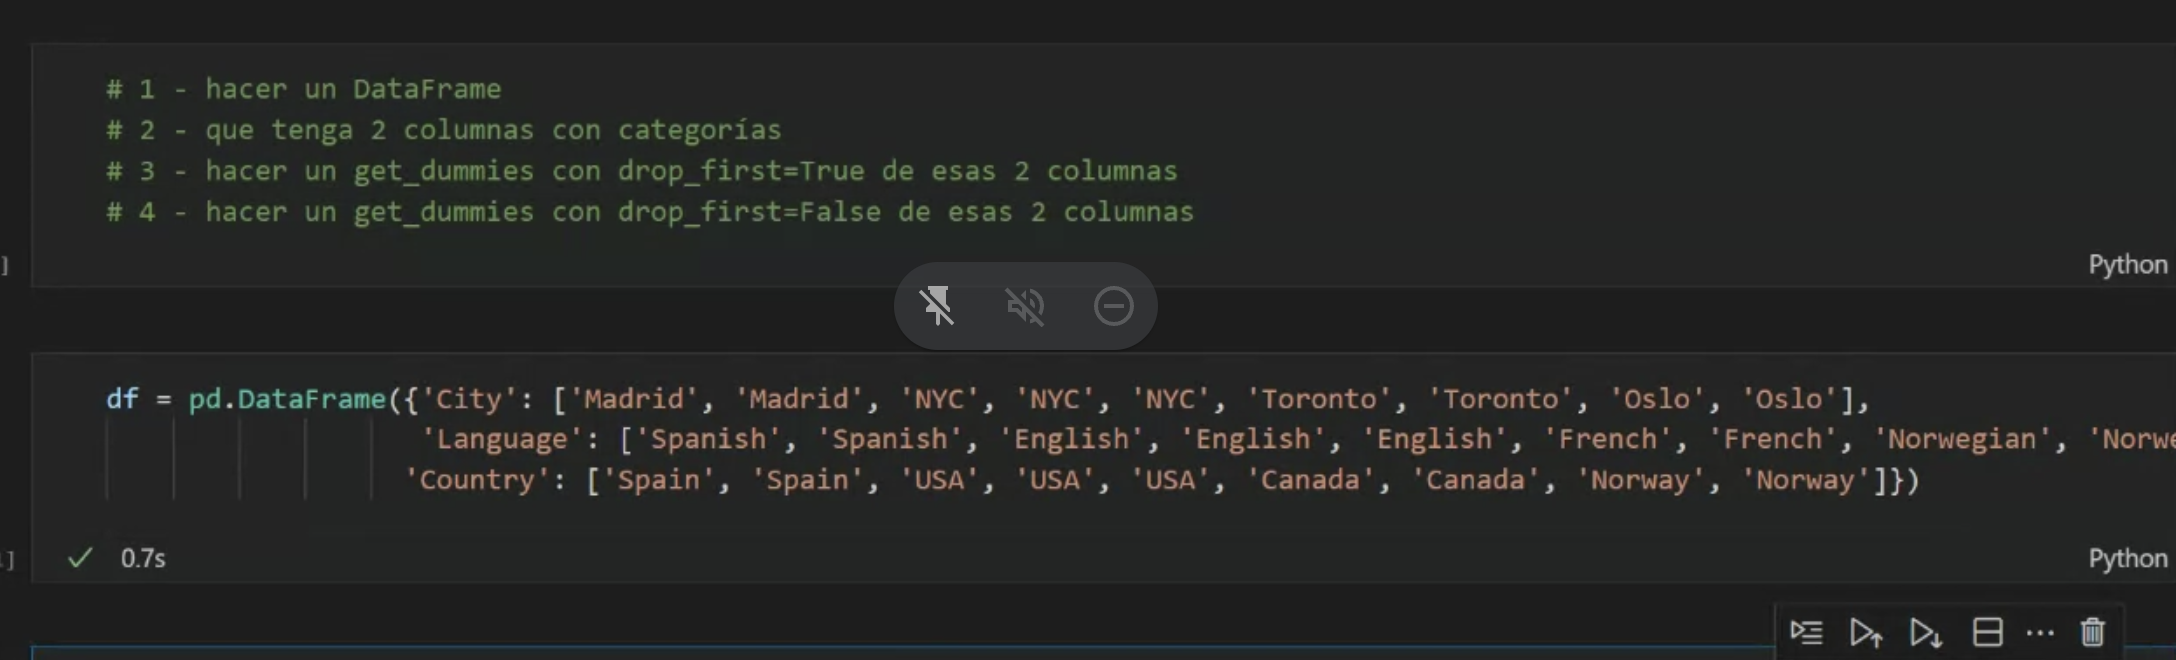 # 1 - hacer un DataFrame
# 2 - que tenga 2 columnas con categorías
# 3 - hacer un get_dummies con drop_first=True de esas 2 columnas
# 4 - hacer un get_dummies con drop_first=False de esas 2 columnas
]
Python
df = pd.DataFrame({'City': ['Madrid', 'Madrid', 'NYC', 'NYC', 'NYC', 'Toronto', 'Toronto', 'Oslo', 'Oslo'],
'Language': ['Spanish', 'Spanish', 'English', 'English', 'English', 'French', 'French', 'Norwegian', 'Norwe
'Country': ['Spain', 'Spain', 'USA', 'USA', 'USA', 'Canada', 'Canada', 'Norway', 'Norway']})
]
0.7s
Python